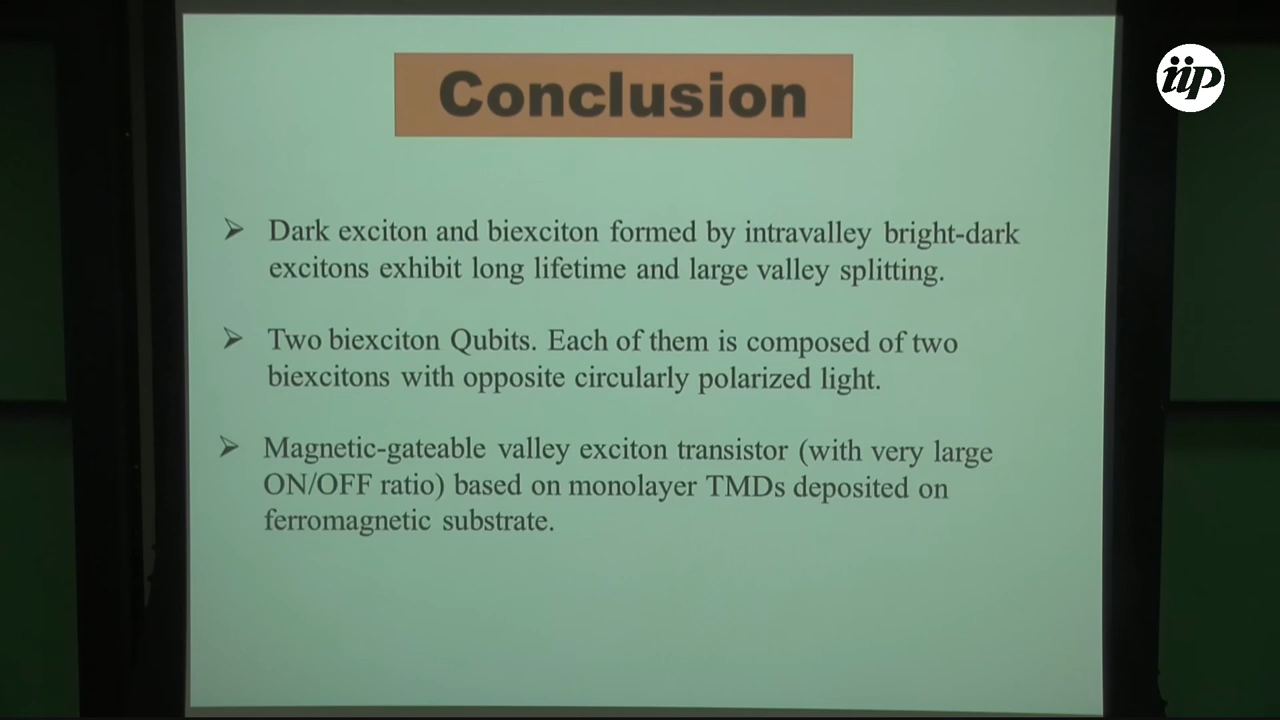 iip
Conclusion
➢ Dark exciton and biexciton formed by intravalley bright-dark
excitons exhibit long lifetime and large valley splitting.
➢ Two biexciton Qubits. Each of them is composed of two
biexcitons with opposite circularly polarized light.
➢ Magnetic-gateable valley exciton transistor (with very large
ON/OFF ratio) based on monolayer TMDs deposited on
ferromagnetic substrate.